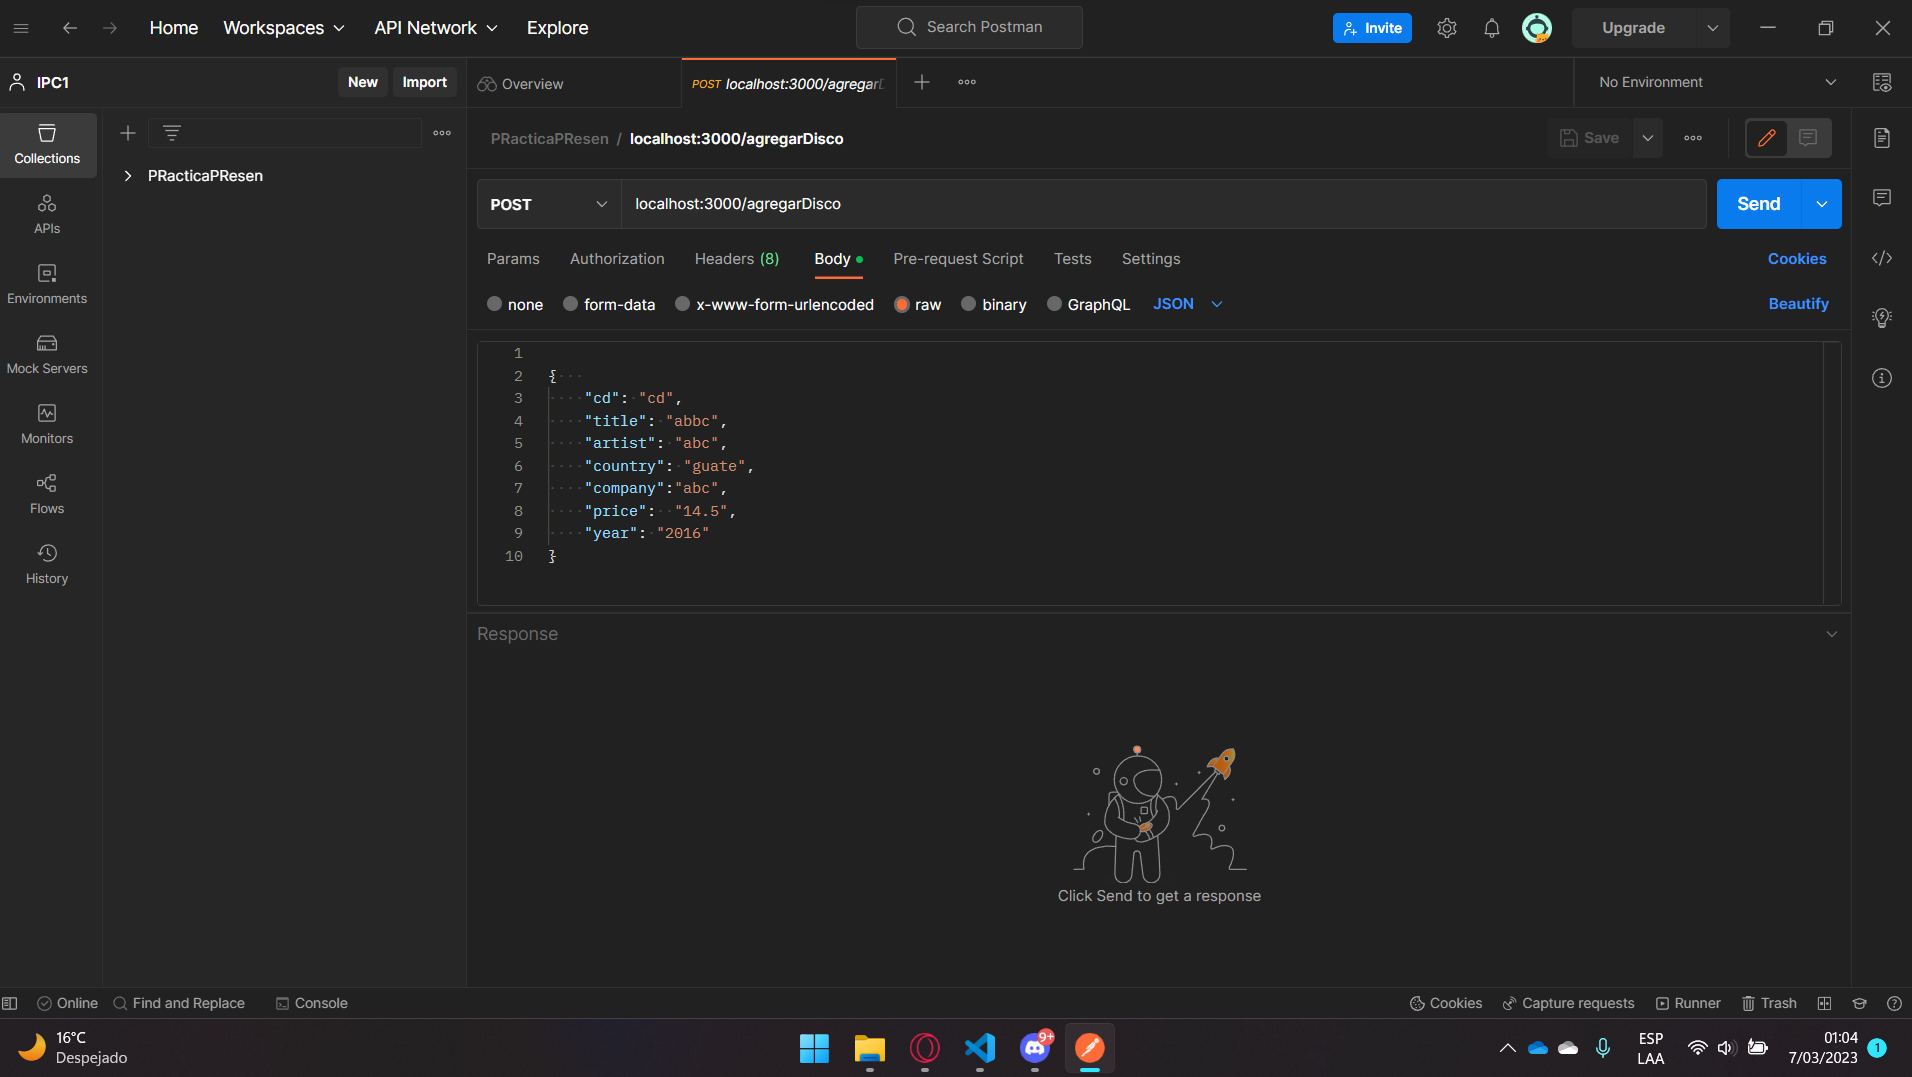 Home Workspaces API Network Explore Search Postman Invite Upgrade
IPC1 New Import Overview POST localhost:3000/agregarD No Environment
PRacticaPResen / localhost:3000/agregarDisco Save
Collections
PRacticaPResen
POST localhost:3000/agregarDisco Send
APIs
Params Authorization Headers (8) Body Pre-request Script Tests Settings Cookies
Environments
none form-data x-www-form-urlencoded raw binary GraphQL JSON Beautify
Mock Servers
Monitors
Flows
History
1
2 {
3 "cd": "cd",
4 "title": "abbc",
5 "artist": "abc",
6 "country": "guate",
7 "company":"abc",
8 "price": "14.5",
9 "year": "2016"
10 }
Response
Click Send to get a response
Online Find and Replace Console Cookies Capture requests Runner Trash
16°C
Despejado
9+
ESP
LAA
01:04
7/03/2023
1